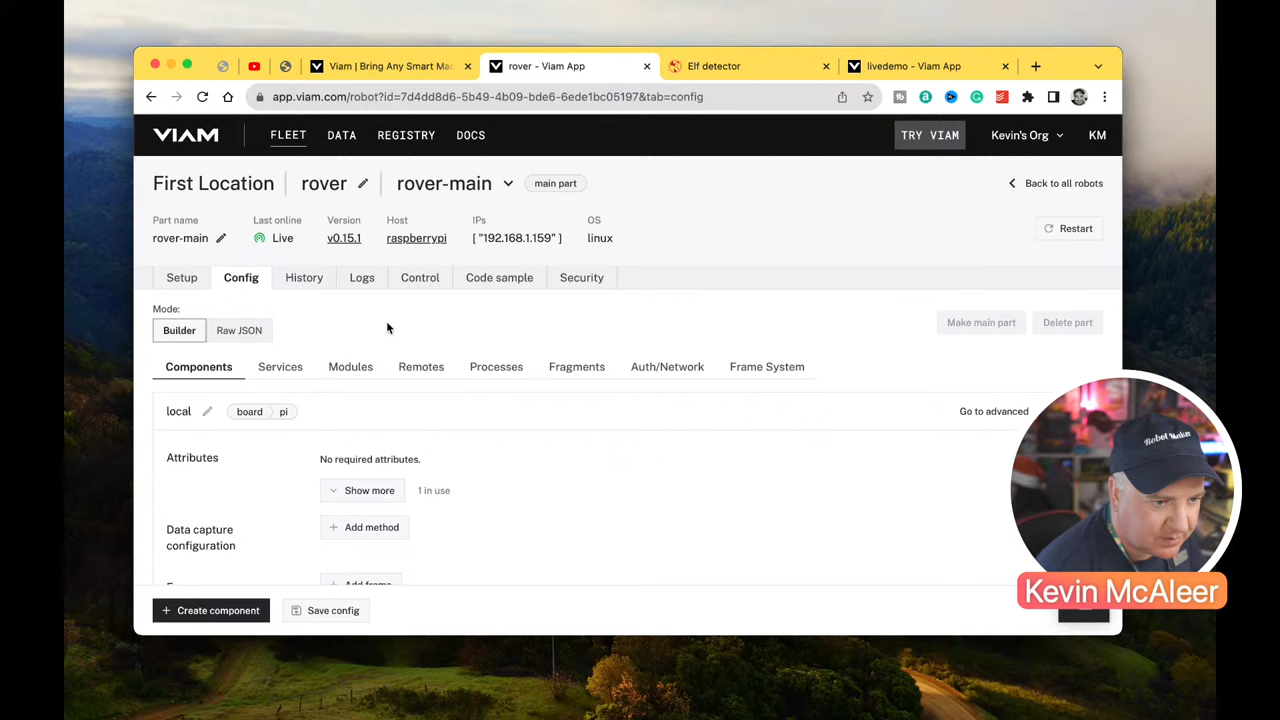 Viam | Bring Any Smart Ma
rover - Viam App
Elf detector
livedemo - Viam App
app.viam.com/robot?id=7d4dd8d6-5b49-4b09-bde6-6ede1bc05197&tab=config
VIAM
FLEET
DATA
REGISTRY
DOCS
TRY VIAM
Kevin's Org
KM
First Location
rover
rover-main
main part
Back to all robots
Part name
Last online
Version
Host
IPs
OS
rover-main
Live
v0.15.1
raspberrypi
[ "192.168.1.159" ]
linux
Restart
Setup
Config
History
Logs
Control
Code sample
Security
Mode:
Builder
Raw JSON
Make main part
Delete part
Components
Services
Modules
Remotes
Processes
Fragments
Auth/Network
Frame System
local
board
pi
Go to advanced
Attributes
No required attributes.
Show more
1 in use
Data capture
configuration
Add method
Add frame
Create component
Save config
Robot Maker
Kevin McAleer